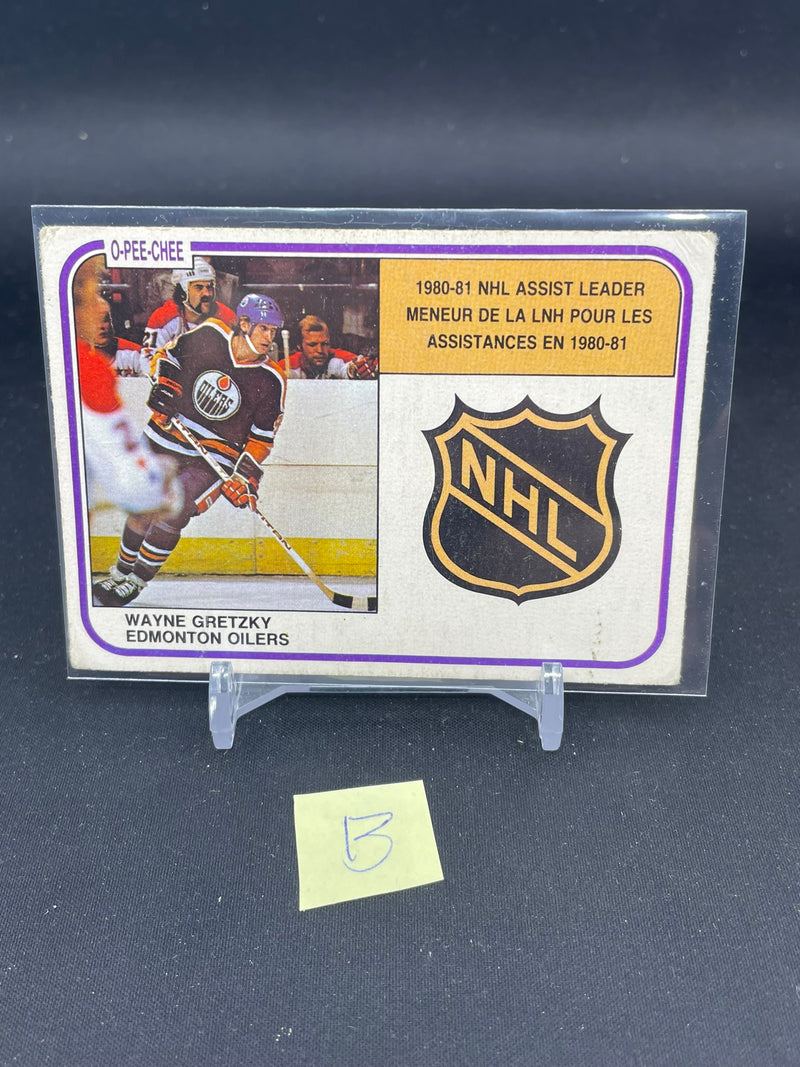 O-PEE-CHEE
1980-81 NHL ASSIST LEADER
MENEUR DE LA LNH POUR LES
ASSISTANCES EN 1980-81
21
OILERS
NHL
WAYNE GRETZKY
EDMONTON OILERS
B